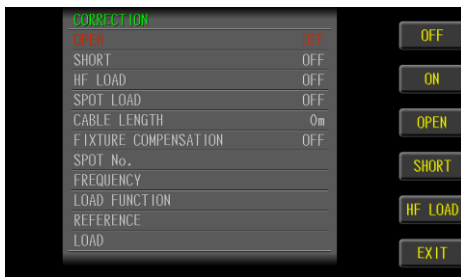 CORRECTION
OPEN OFF
SHORT OFF
HF LOAD OFF
SPOT LOAD OFF
CABLE LENGTH 0m
FIXTURE COMPENSATION OFF
SPOT No.
FREQUENCY
LOAD FUNCTION
REFERENCE
LOAD
OFF
ON
OPEN
SHORT
HF LOAD
EXIT